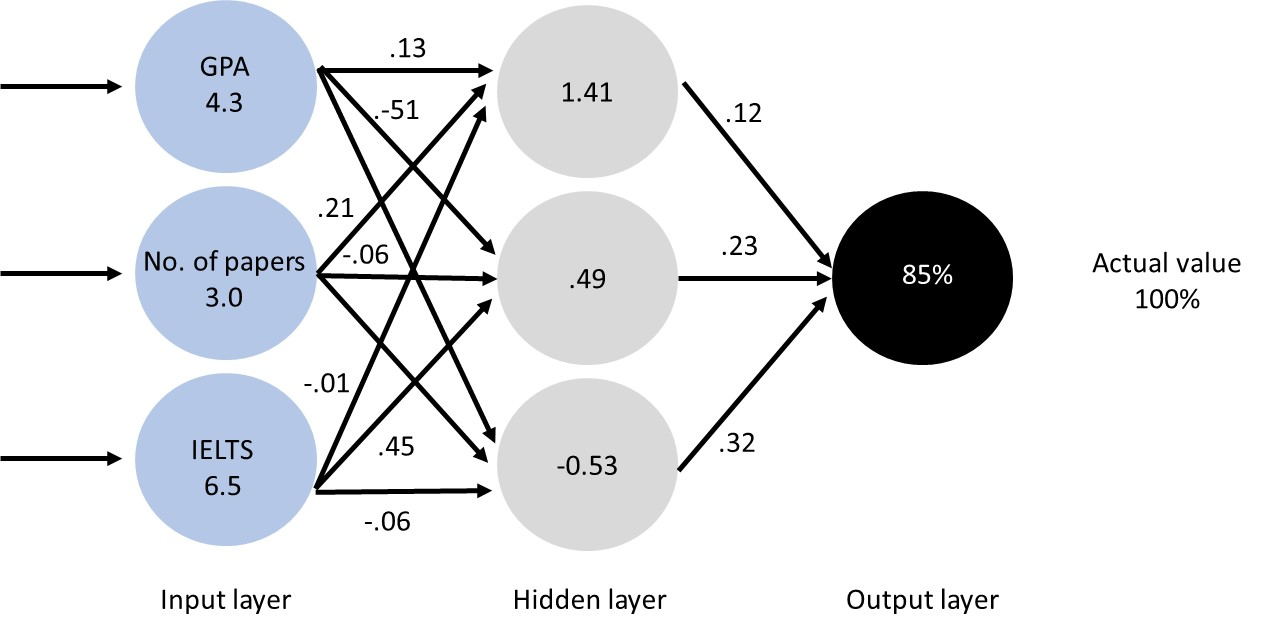 GPA
4.3
.13
.-51
1.41
.12
.21
No. of papers
3.0
-.06
.49
.23
85%
Actual value
100%
-.01
IELTS
6.5
.45
-.06
-0.53
.32
Input layer
Hidden layer
Output layer